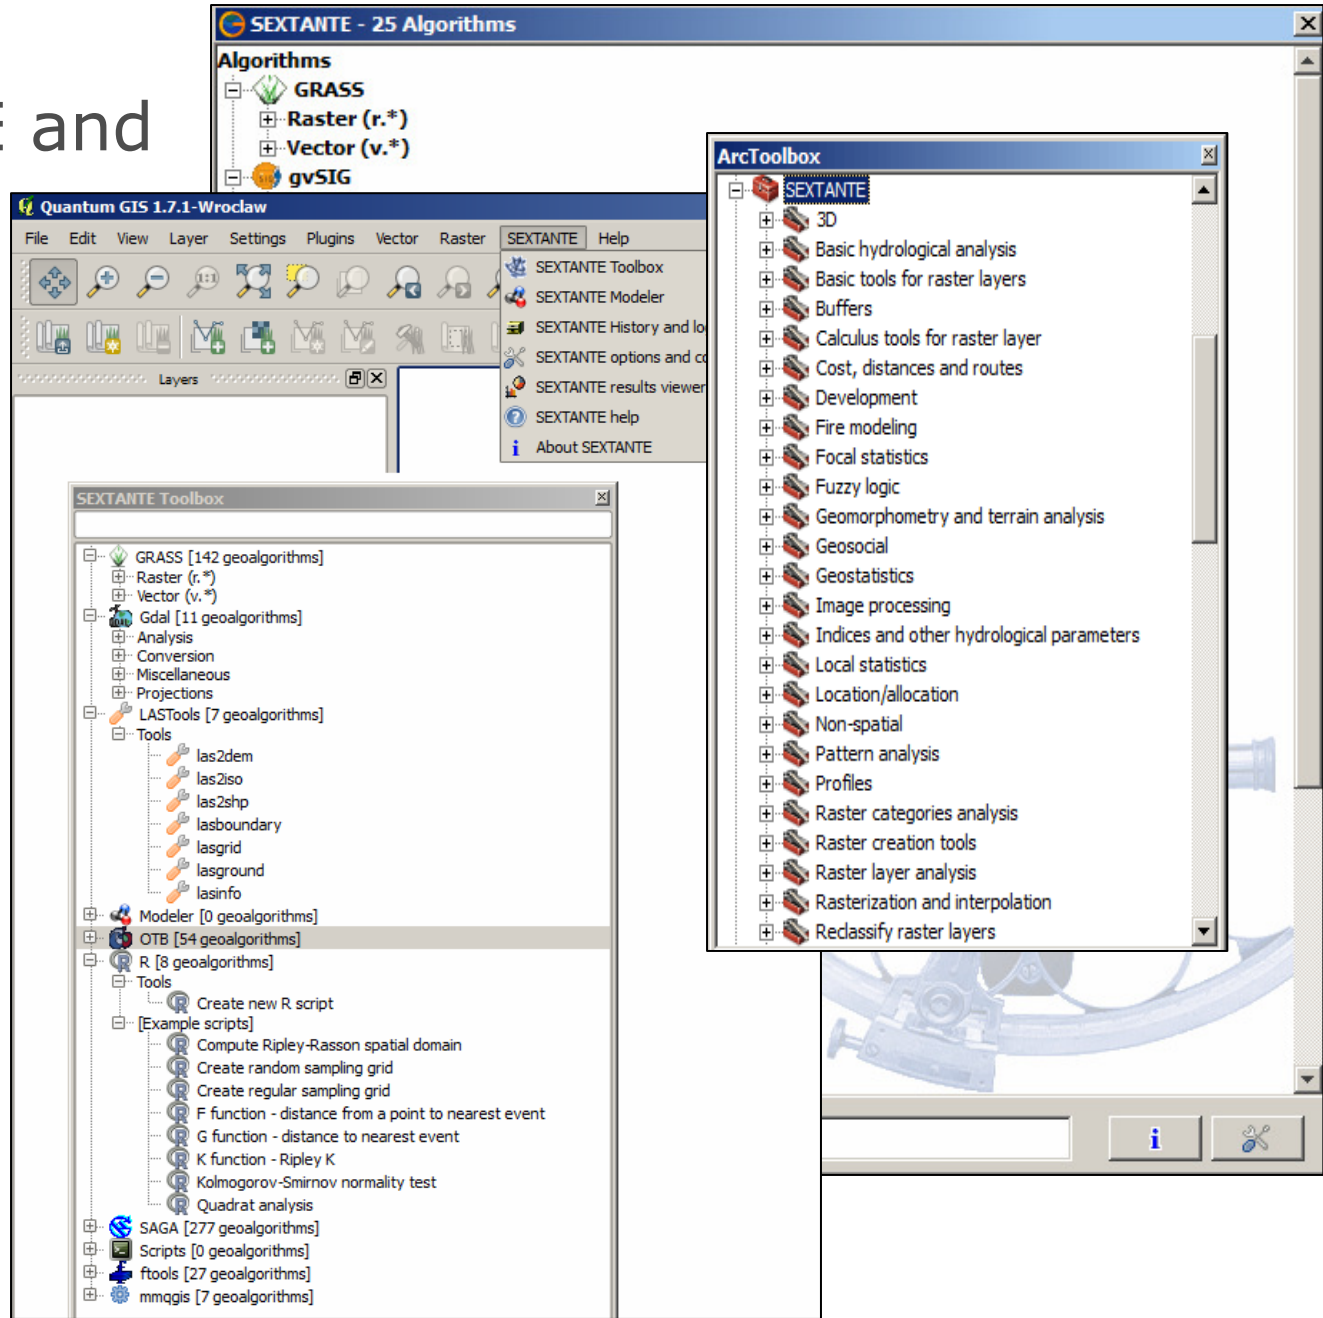 E and
SEXTANTE - 25 Algorithms
Algorithms
GRASS
Raster (r.*)
Vector (v.*)
gvSIG
Quantum GIS 1.7.1-Wroclaw
File Edit View Layer Settings Plugins Vector Raster SEXTANTE Help
SEXTANTE Toolbox
SEXTANTE Modeler
SEXTANTE History and lo
SEXTANTE options and co
SEXTANTE results viewer
SEXTANTE help
About SEXTANTE
1:1
Layers
SEXTANTE Toolbox
GRASS [142 geoalgorithms]
Raster (r.*)
Vector (v.*)
Gdal [11 geoalgorithms]
Analysis
Conversion
Miscellaneous
Projections
LASTools [7 geoalgorithms]
Tools
las2dem
las2iso
las2shp
lasboundary
lasgrid
lasground
lasinfo
Modeler [0 geoalgorithms]
OTB [54 geoalgorithms]
R [8 geoalgorithms]
Tools
Create new R script
[Example scripts]
Compute Ripley-Rasson spatial domain
Create random sampling grid
Create regular sampling grid
F function - distance from a point to nearest event
G function - distance to nearest event
K function - Ripley K
Kolmogorov-Smirnov normality test
Quadrat analysis
SAGA [277 geoalgorithms]
Scripts [0 geoalgorithms]
ftools [27 geoalgorithms]
mmqgis [7 geoalgorithms]
ArcToolbox
SEXTANTE
3D
Basic hydrological analysis
Basic tools for raster layers
Buffers
Calculus tools for raster layer
Cost, distances and routes
Development
Fire modeling
Focal statistics
Fuzzy logic
Geomorphometry and terrain analysis
Geosocial
Geostatistics
Image processing
Indices and other hydrological parameters
Local statistics
Location/allocation
Non-spatial
Pattern analysis
Profiles
Raster categories analysis
Raster creation tools
Raster layer analysis
Rasterization and interpolation
Reclassify raster layers